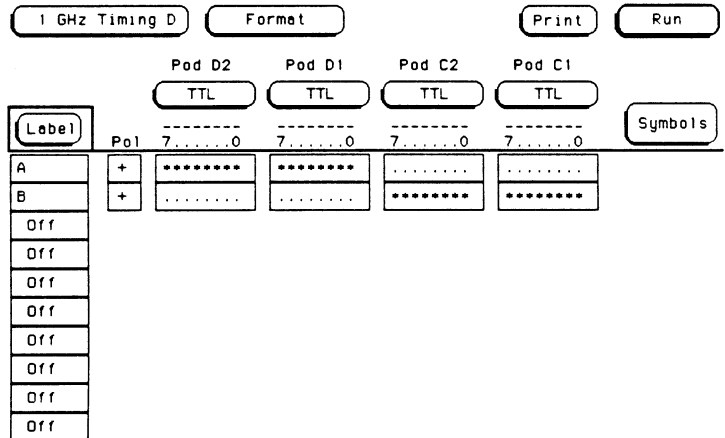 1 GHz Timing D Format Print Run
Pod D2 Pod D1 Pod C2 Pod C1
TTL TTL TTL TTL
Label Symbols
-------- -------- -------- --------
Pol 7......0 7......0 7......0 7......0
A + ******** ******** ........ ........
B + ........ ........ ******** ********
Off
Off
Off
Off
Off
Off
Off
Off